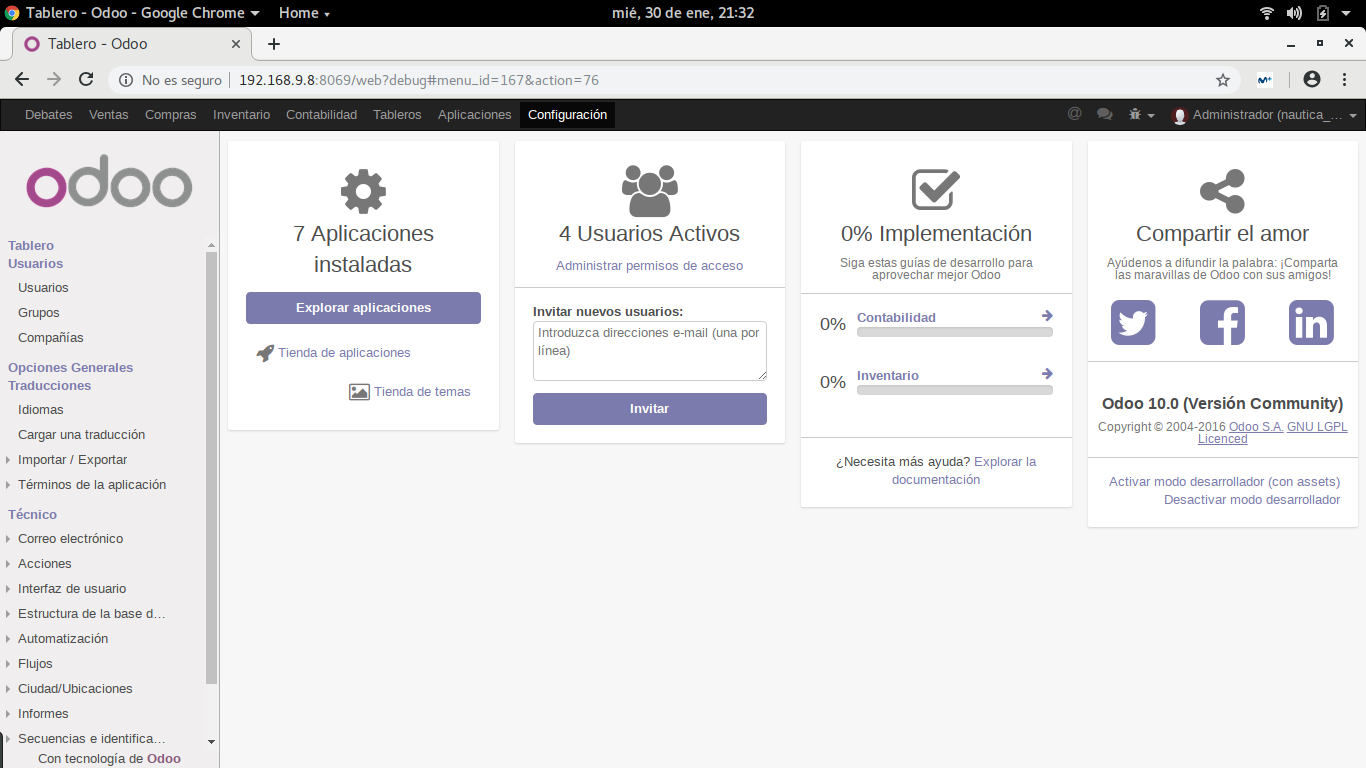 Tablero - Odoo - Google Chrome
Home
mié, 30 de ene, 21:32
Tablero - Odoo
No es seguro
192.168.9.8:8069/web?debug#menu_id=167&action=76
Debates
Ventas
Compras
Inventario
Contabilidad
Tableros
Aplicaciones
Configuración
@
Administrador (nautica_...
odoo
Tablero
Usuarios
Usuarios
Grupos
Compañías
Opciones Generales
Traducciones
Idiomas
Cargar una traducción
Importar / Exportar
Términos de la aplicación
Técnico
Correo electrónico
Acciones
Interfaz de usuario
Estructura de la base d...
Automatización
Flujos
Ciudad/Ubicaciones
Informes
Secuencias e identifica...
Con tecnología de Odoo
7 Aplicaciones
instaladas
Explorar aplicaciones
Tienda de aplicaciones
Tienda de temas
4 Usuarios Activos
Administrar permisos de acceso
Invitar nuevos usuarios:
Introduzca direcciones e-mail (una por
línea)
Invitar
0% Implementación
Siga estas guías de desarrollo para
aprovechar mejor Odoo
0% Contabilidad
0% Inventario
¿Necesita más ayuda? Explorar la
documentación
Compartir el amor
Ayúdenos a difundir la palabra: ¡Comparta
las maravillas de Odoo con sus amigos!
Odoo 10.0 (Versión Community)
Copyright © 2004-2016 Odoo S.A. GNU LGPL
Licenced
Activar modo desarrollador (con assets)
Desactivar modo desarrollador